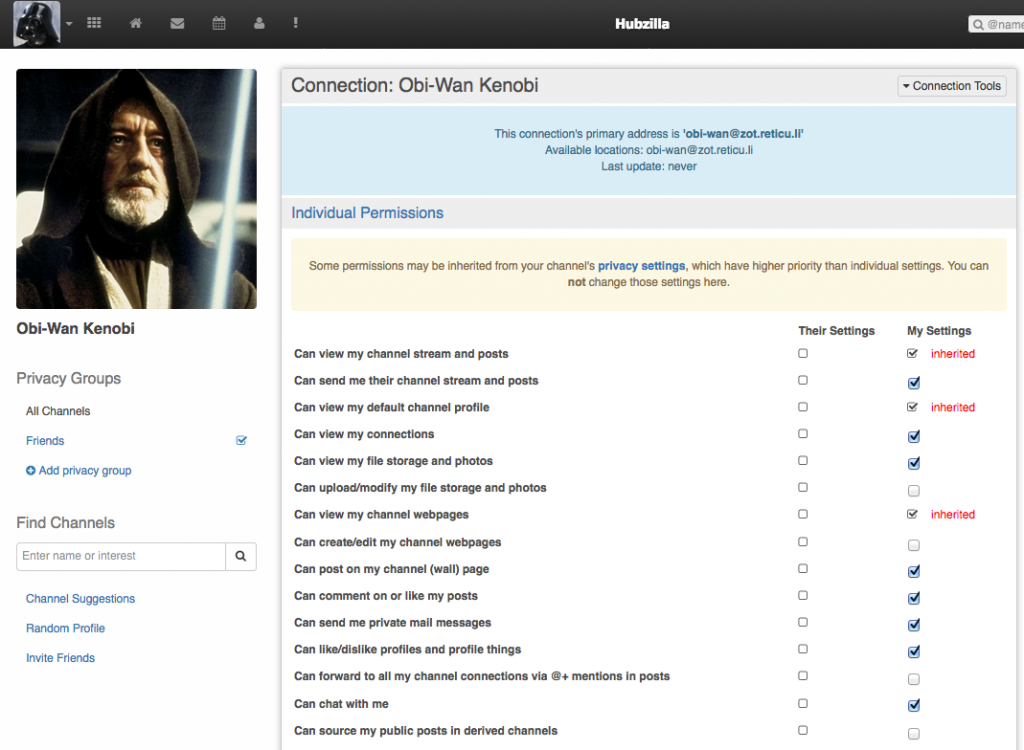 Hubzilla
@name
Obi-Wan Kenobi
Privacy Groups
All Channels
Friends
Add privacy group
Find Channels
Enter name or interest
Channel Suggestions
Random Profile
Invite Friends
Connection: Obi-Wan Kenobi
Connection Tools
This connection's primary address is 'obi-wan@zot.reticu.li'
Available locations: obi-wan@zot.reticu.li
Last update: never
Individual Permissions
Some permissions may be inherited from your channel's privacy settings, which have higher priority than individual settings. You can
not change those settings here.
Their Settings My Settings
Can view my channel stream and posts inherited
Can send me their channel stream and posts
Can view my default channel profile inherited
Can view my connections
Can view my file storage and photos
Can upload/modify my file storage and photos
Can view my channel webpages inherited
Can create/edit my channel webpages
Can post on my channel (wall) page
Can comment on or like my posts
Can send me private mail messages
Can like/dislike profiles and profile things
Can forward to all my channel connections via @+ mentions in posts
Can chat with me
Can source my public posts in derived channels